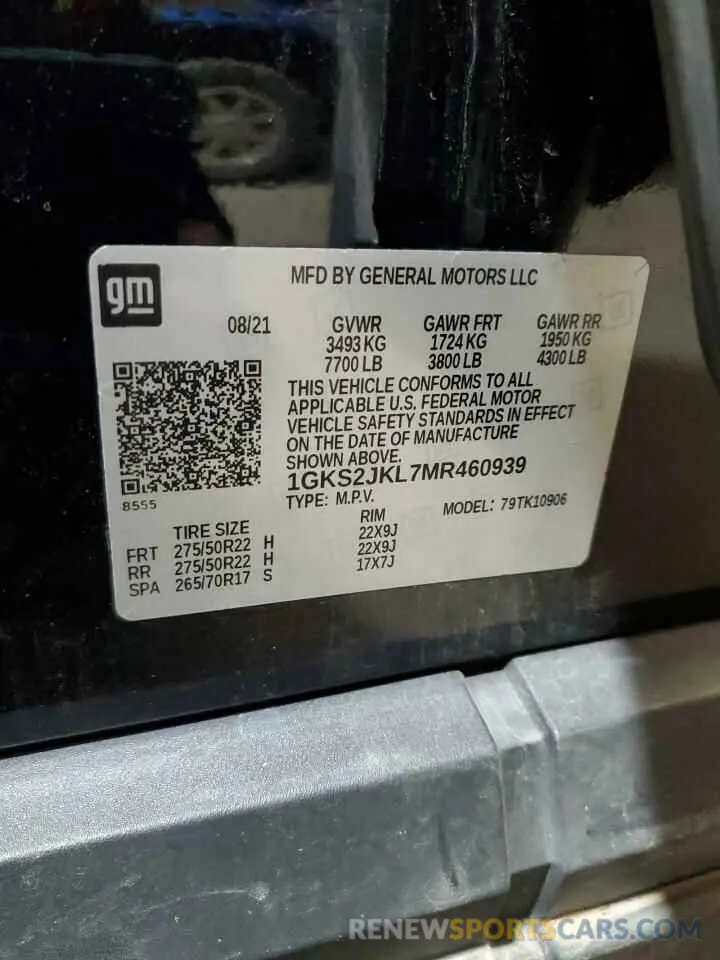 gm
MFD BY GENERAL MOTORS LLC
08/21 GVWR GAWR FRT GAWR RR
3493 KG 1724 KG 1950 KG
7700 LB 3800 LB 4300 LB
THIS VEHICLE CONFORMS TO ALL
APPLICABLE U.S. FEDERAL MOTOR
VEHICLE SAFETY STANDARDS IN EFFECT
ON THE DATE OF MANUFACTURE
SHOWN ABOVE.
1GKS2JKL7MR460939
8555
TYPE: M.P.V. MODEL: 79TK10906
TIRE SIZE RIM
FRT 275/50R22 H 22X9J
RR 275/50R22 H 22X9J
SPA 265/70R17 S 17X7J
RENEWSPORTSCARS.COM